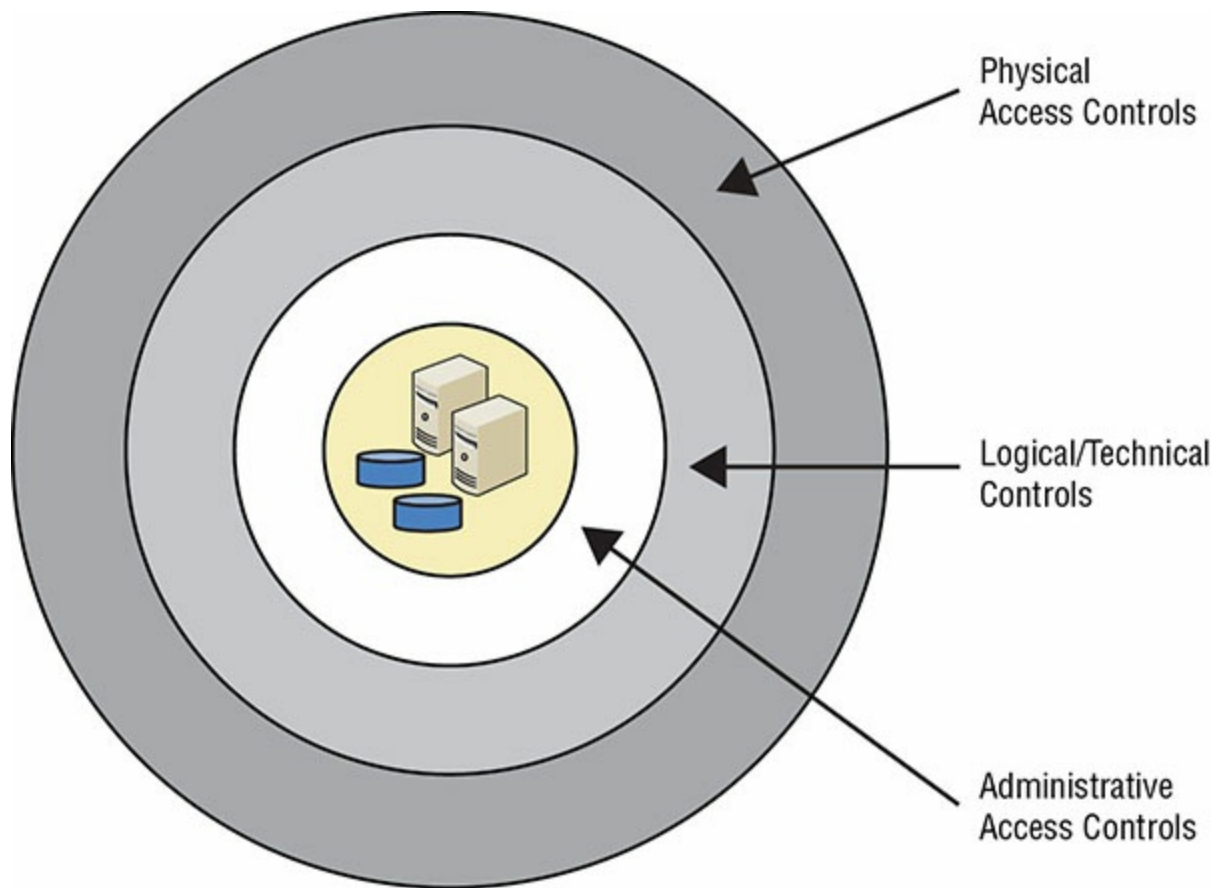 Physical
Access Controls
Logical/Technical
Controls
Administrative
Access Controls